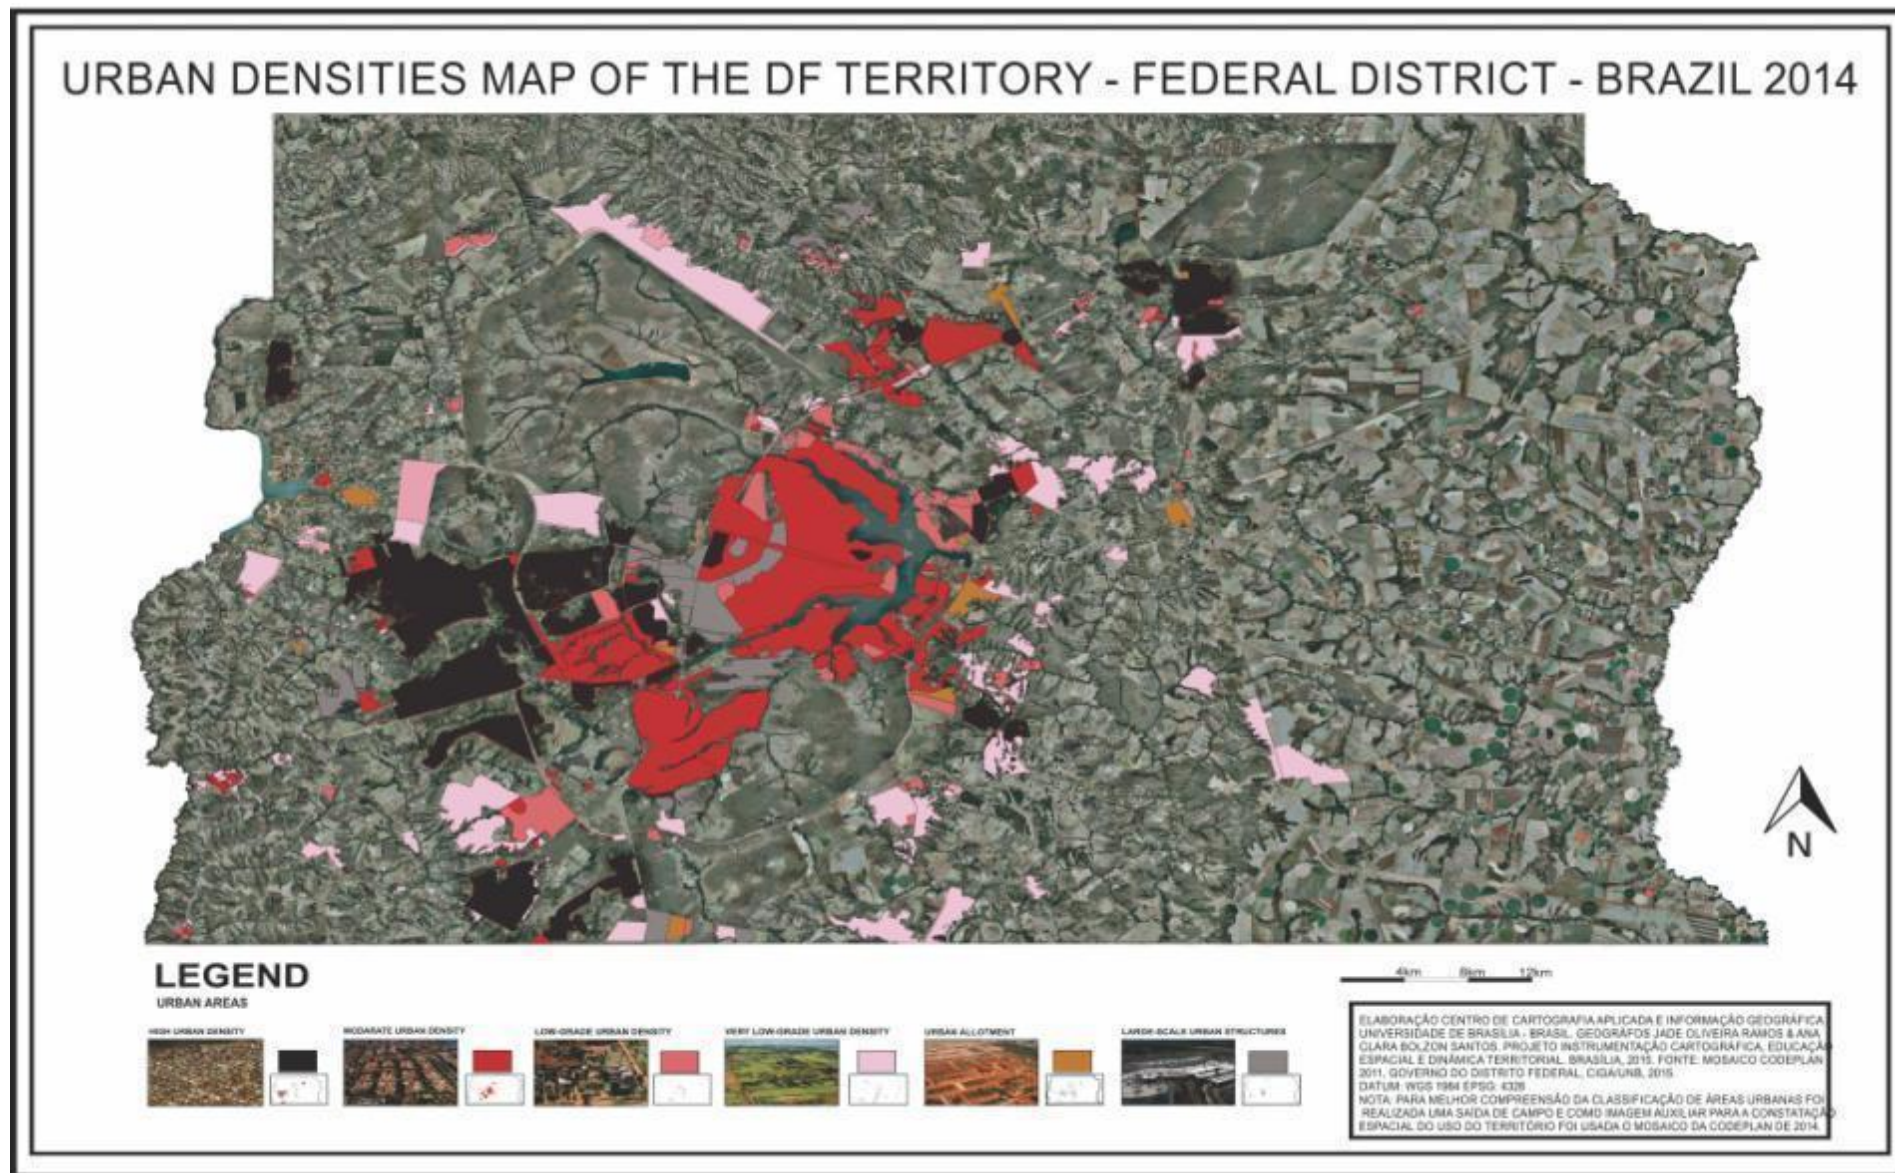 URBAN DENSITIES MAP OF THE DF TERRITORY - FEDERAL DISTRICT - BRAZIL 2014
N
LEGEND
URBAN AREAS
HIGH URBAN DENSITY
MODARATE URBAN DENSITY
LOW-GRADE URBAN DENSITY
VERY LOW-GRADE URBAN DENSITY
URBAN ALLOTMENT
LARGE-SCALE URBAN STRUCTURES
4km 8km 12km
ELABORAÇÃO CENTRO DE CARTOGRAFIA APLICADA E INFORMAÇÃO GEOGRÁFICA
UNIVERSIDADE DE BRASÍLIA - BRASIL. GEOGRÁFOS JADE OLIVEIRA RAMOS & ANA
CLARA BOLZON SANTOS. PROJETO INSTRUMENTAÇÃO CARTOGRÁFICA, EDUCAÇÃO
ESPACIAL E DINÂMICA TERRITORIAL. BRASÍLIA, 2015. FONTE: MOSAICO CODEPLAN
2011, GOVERNO DO DISTRITO FEDERAL, CIGA/UNB, 2015.
DATUM: WGS 1984 EPSG: 4326
NOTA: PARA MELHOR COMPREENSÃO DA CLASSIFICAÇÃO DE ÁREAS URBANAS FOI
REALIZADA UMA SAÍDA DE CAMPO E COMO IMAGEM AUXILIAR PARA A CONSTATAÇÃO
ESPACIAL DO USO DO TERRITÓRIO FOI USADA O MOSAICO DA CODEPLAN DE 2014.